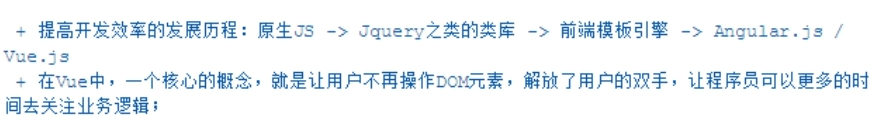 + 提高开发效率的发展历程：原生JS -> Jquery之类的类库 -> 前端模板引擎 -> Angular.js /
Vue.js
+ 在Vue中，一个核心的概念，就是让用户不再操作DOM元素，解放了用户的双手，让程序员可以更多的时
间去关注业务逻辑；